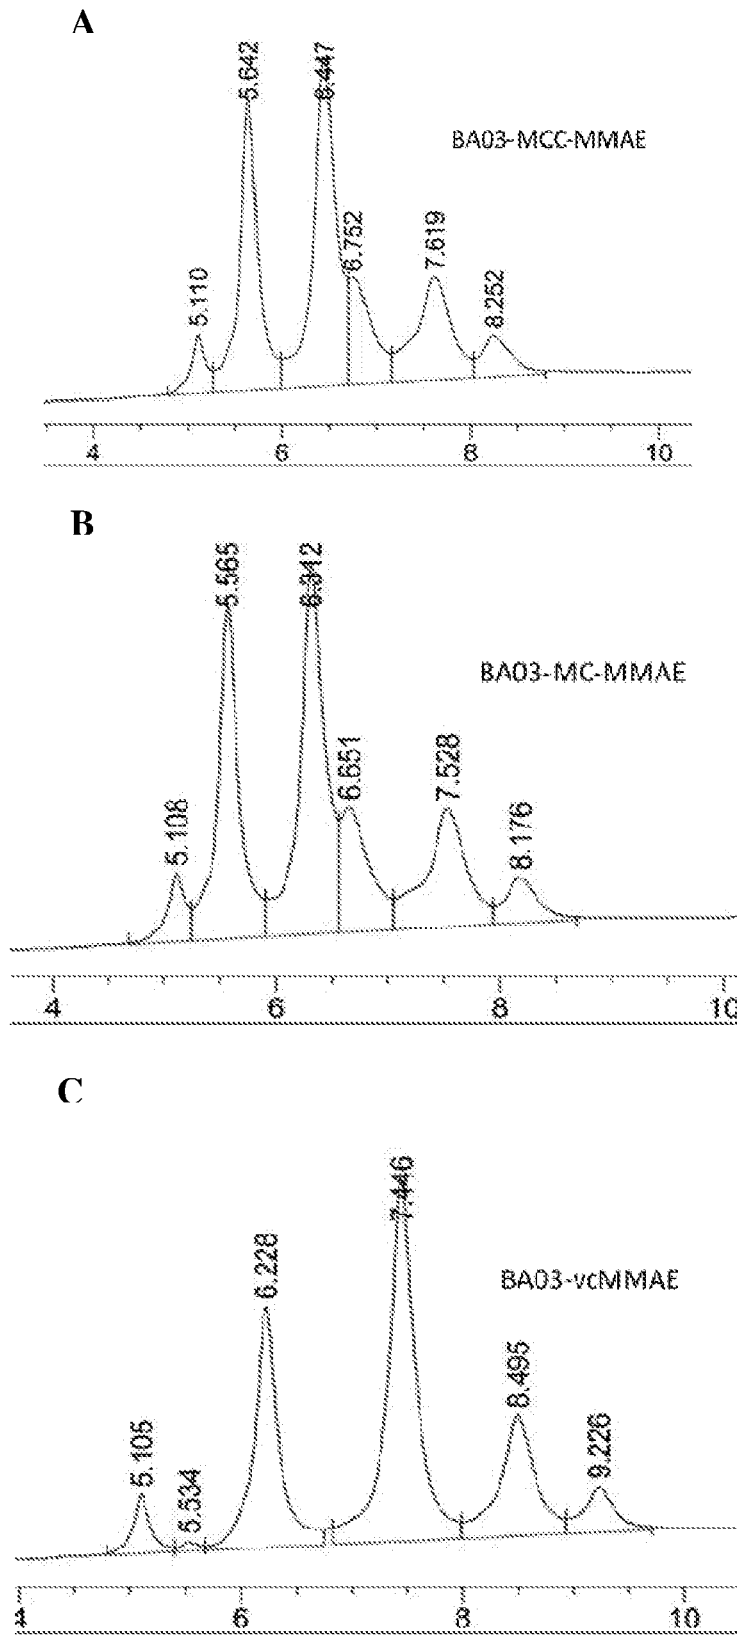 A
5.642
6.447
BA03-MCC-MMAE
6.752
7.619
5.110
8.252
4 6 8 10
B
5.565
6.312
BA03-MC-MMAE
6.651
7.528
5.108
8.176
4 6 8 10
C
7.446
6.228
BA03-vcMMAE
8.495
9.226
5.105
5.534
4 6 8 10